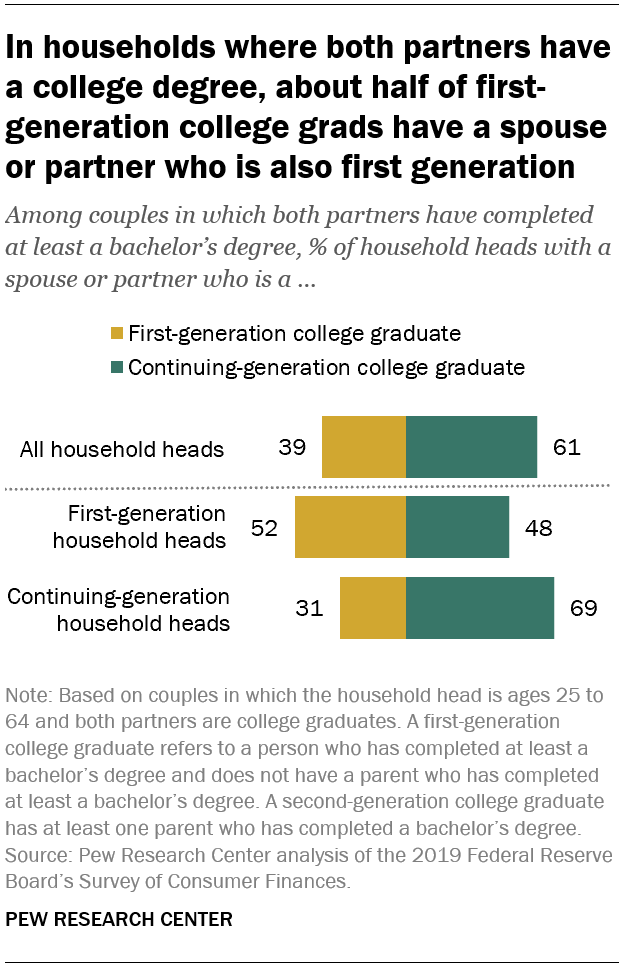 In households where both partners have
a college degree, about half of first-
generation college grads have a spouse
or partner who is also first generation
Among couples in which both partners have completed
at least a bachelor's degree, % of household heads with a
spouse or partner who is a ...
First-generation college graduate
Continuing-generation college graduate
All household heads 39 61
First-generation
household heads 52 48
Continuing-generation
household heads 31 69
Note: Based on couples in which the household head is ages 25 to
64 and both partners are college graduates. A first-generation
college graduate refers to a person who has completed at least a
bachelor's degree and does not have a parent who has completed
at least a bachelor's degree. A second-generation college graduate
has at least one parent who has completed a bachelor's degree.
Source: Pew Research Center analysis of the 2019 Federal Reserve
Board's Survey of Consumer Finances.
PEW RESEARCH CENTER